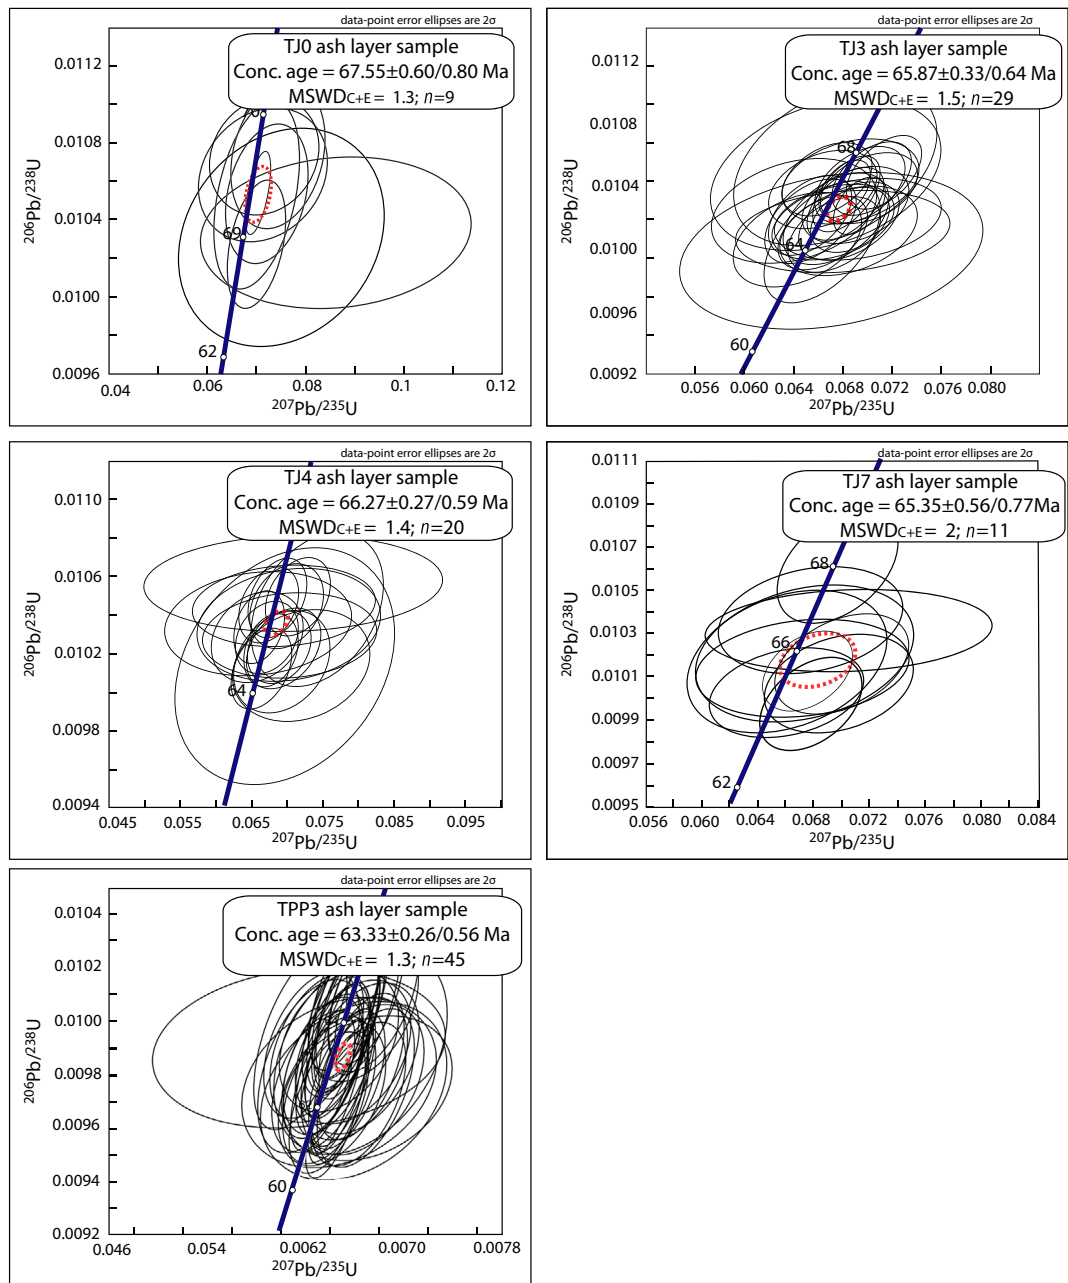 data-point error ellipses are 2σ
TJ0 ash layer sample
Conc. age = 67.55±0.60/0.80 Ma
MSWDC+E = 1.3; n=9
0.0112
0.0108
0.0104
0.0100
0.0096
206Pb/238U
69
62
0.04
0.06
0.08
0.1
0.12
207Pb/235U
data-point error ellipses are 2σ
TJ3 ash layer sample
Conc. age = 65.87±0.33/0.64 Ma
MSWDC+E = 1.5; n=29
0.0112
0.0108
0.0104
0.0100
0.0096
0.0092
206Pb/238U
68
64
60
0.056
0.060
0.064
0.068
0.072
0.076
0.080
207Pb/235U
data-point error ellipses are 2σ
TJ4 ash layer sample
Conc. age = 66.27±0.27/0.59 Ma
MSWDC+E = 1.4; n=20
0.0110
0.0106
0.0102
0.0098
0.0094
206Pb/238U
64
0.045
0.055
0.065
0.075
0.085
0.095
207Pb/235U
data-point error ellipses are 2σ
TJ7 ash layer sample
Conc. age = 65.35±0.56/0.77Ma
MSWDC+E = 2; n=11
0.0111
0.0109
0.0107
0.0105
0.0103
0.0101
0.0099
0.0097
0.0095
206Pb/238U
68
66
62
0.056
0.060
0.064
0.068
0.072
0.076
0.080
0.084
207Pb/235U
data-point error ellipses are 2σ
TPP3 ash layer sample
Conc. age = 63.33±0.26/0.56 Ma
MSWDC+E = 1.3; n=45
0.0104
0.0102
0.0100
0.0098
0.0096
0.0094
0.0092
206Pb/238U
60
0.046
0.054
0.0062
0.0070
0.0078
207Pb/235U